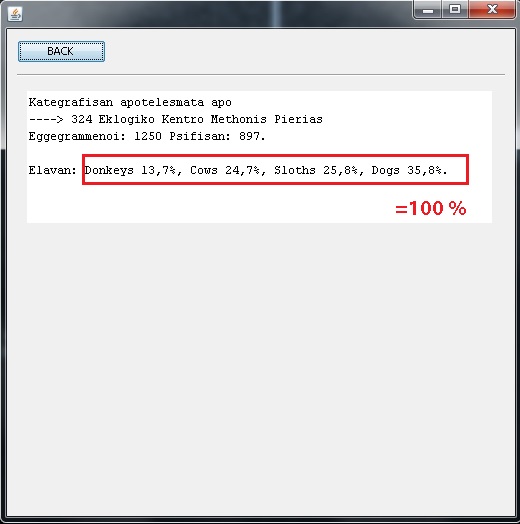 BACK
Kategrafisan apotelesmata apo
----> 324 Eklogiko Kentro Methonis Pierias
Eggegrammenoi: 1250 Psifisan: 897.
Elavan: Donkeys 13,7%, Cows 24,7%, Sloths 25,8%, Dogs 35,8%.
=100 %